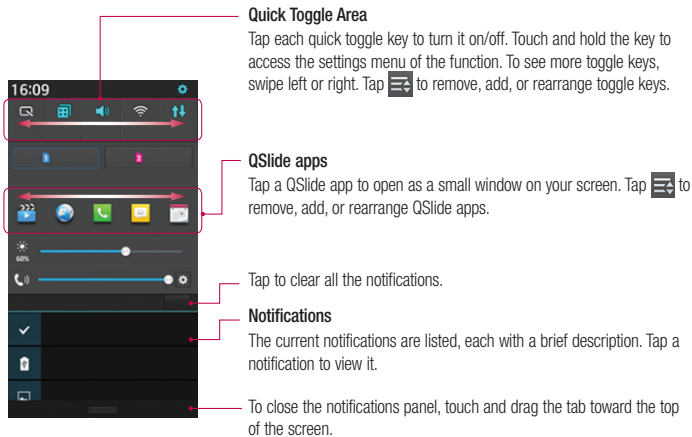 Quick Toggle Area
Tap each quick toggle key to turn it on/off. Touch and hold the key to
access the settings menu of the function. To see more toggle keys,
swipe left or right. Tap to remove, add, or rearrange toggle keys.
16:09
1
2
QSlide apps
Tap a QSlide app to open as a small window on your screen. Tap to
remove, add, or rearrange QSlide apps.
60%
Tap to clear all the notifications.
Notifications
The current notifications are listed, each with a brief description. Tap a
notification to view it.
To close the notifications panel, touch and drag the tab toward the top
of the screen.